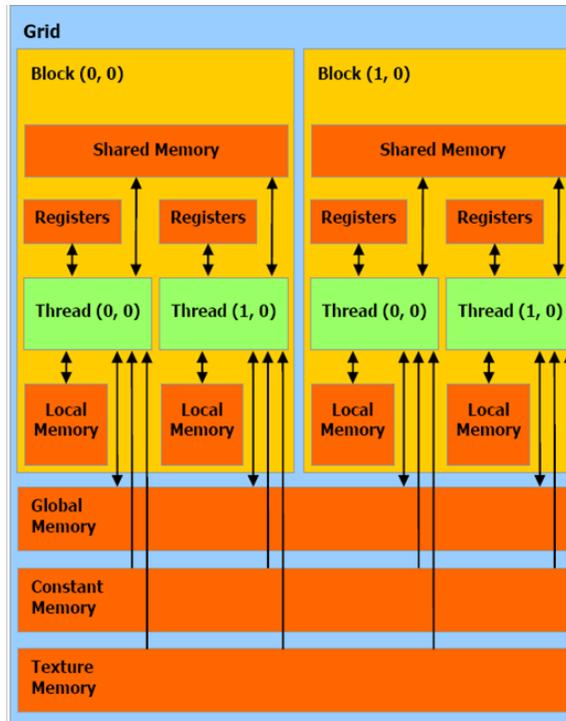 Grid
Block (0, 0)
Block (1, 0)
Shared Memory
Shared Memory
Registers
Registers
Registers
Registers
Thread (0, 0)
Thread (1, 0)
Thread (0, 0)
Thread (1, 0)
Local
Memory
Local
Memory
Local
Memory
Local
Memory
Global
Memory
Constant
Memory
Texture
Memory